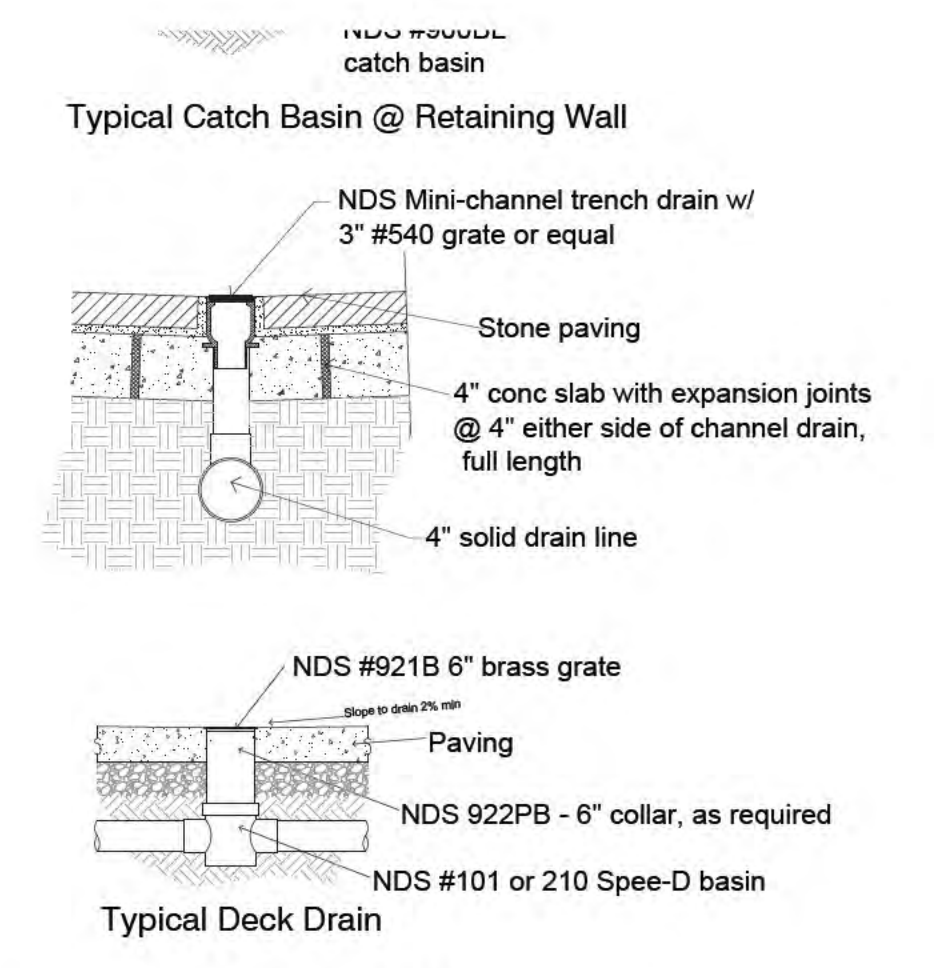 catch basin
Typical Catch Basin @ Retaining Wall
NDS Mini-channel trench drain w/
3" #540 grate or equal
Stone paving
4" conc slab with expansion joints
@ 4" either side of channel drain,
full length
4" solid drain line
NDS #921B 6" brass grate
Slope to drain 2% min
Paving
NDS 922PB - 6" collar, as required
NDS #101 or 210 Spee-D basin
Typical Deck Drain